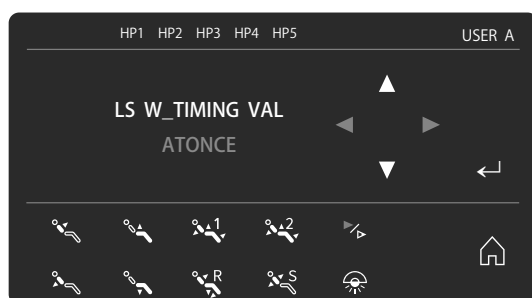 HP1 HP2 HP3 HP4 HP5 USER A
LS W_TIMING VAL
ATONCE
1 2
R S